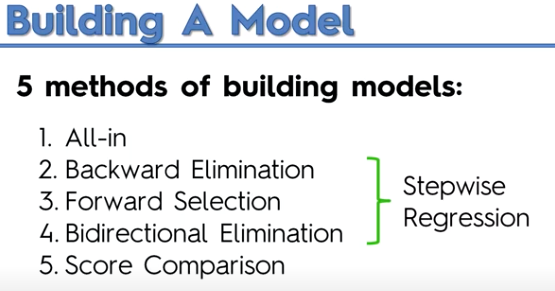 Building A Model
5 methods of building models:
1. All-in
2. Backward Elimination
3. Forward Selection
4. Bidirectional Elimination
5. Score Comparison
Stepwise
Regression